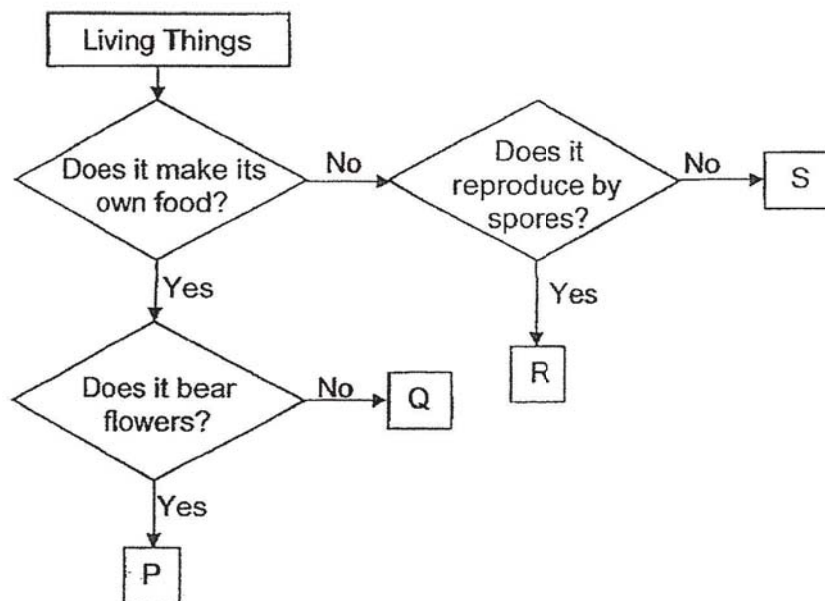 Living Things
Does it make its
own food?
No
Does it
reproduce by
spores?
No
S
Yes
Yes
R
Does it bear
flowers?
No
Q
Yes
P